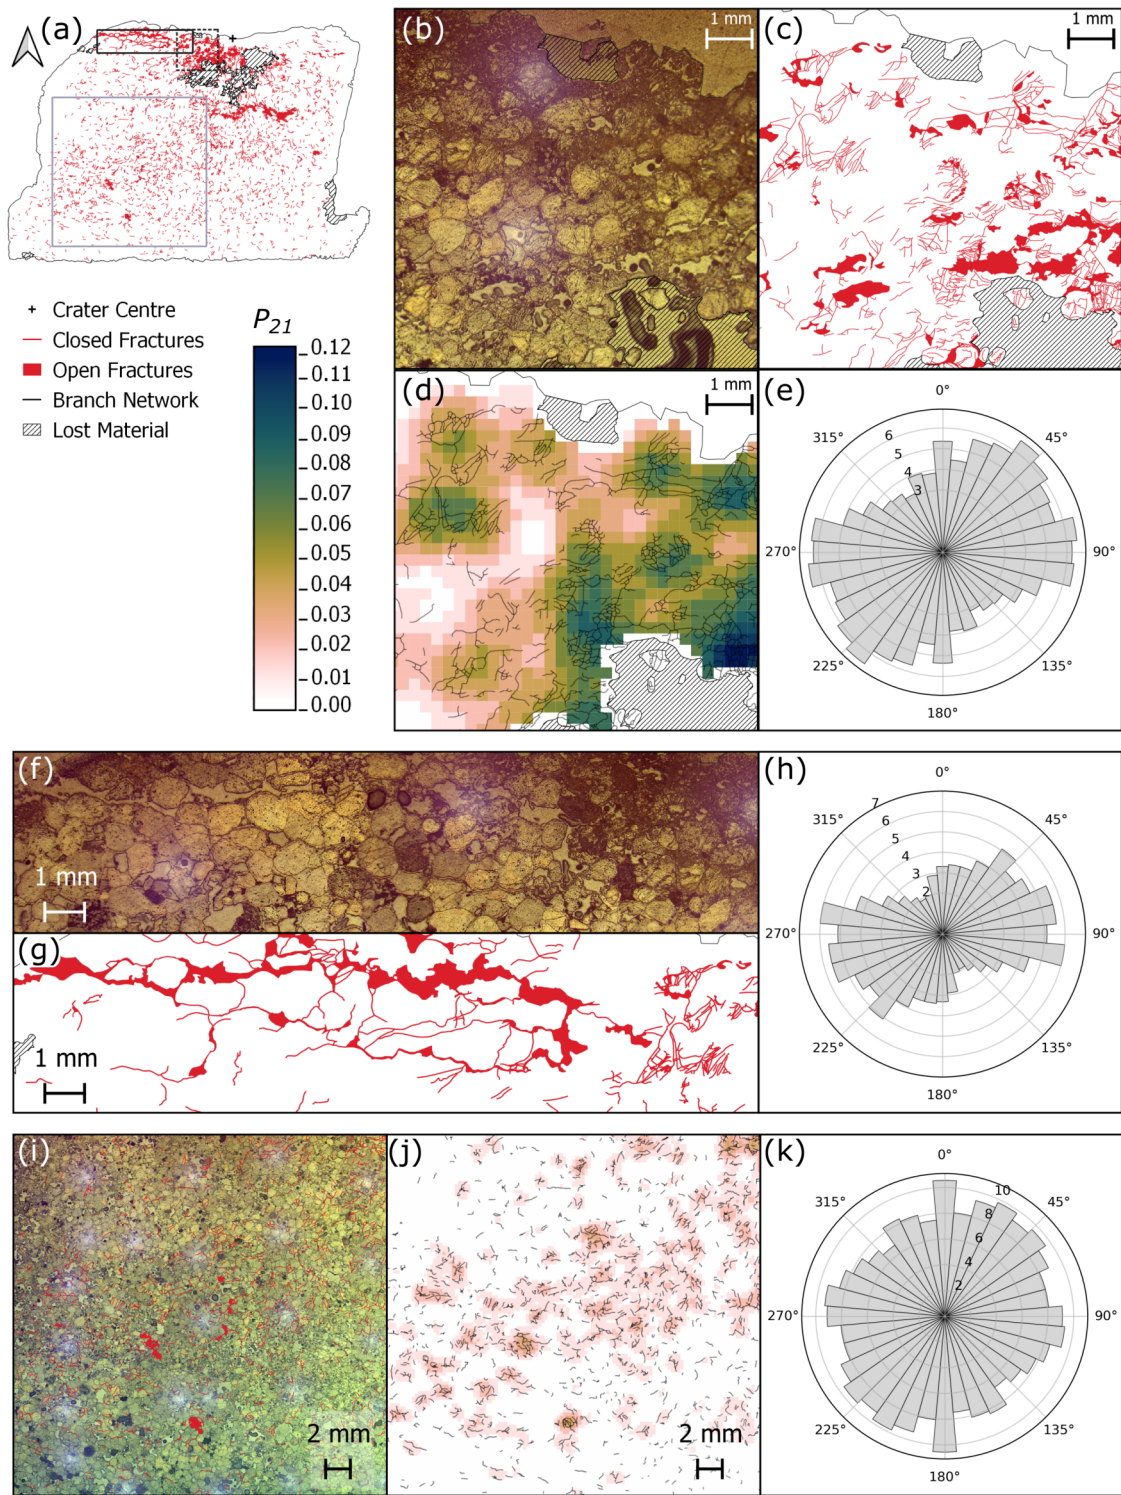 (a)
+ Crater Centre
Closed Fractures
Open Fractures
Branch Network
Lost Material
P21
0.12
0.11
0.10
0.09
0.08
0.07
0.06
0.05
0.04
0.03
0.02
0.01
0.00
(b)
1 mm
(c)
1 mm
(d)
1 mm
(e)
0°
45°
90°
135°
180°
225°
270°
315°
6
5
4
3
(f)
1 mm
(g)
1 mm
(h)
0°
45°
90°
135°
180°
225°
270°
315°
7
6
5
4
3
2
(i)
2 mm
(j)
2 mm
(k)
0°
45°
90°
135°
180°
225°
270°
315°
10
8
6
4
2